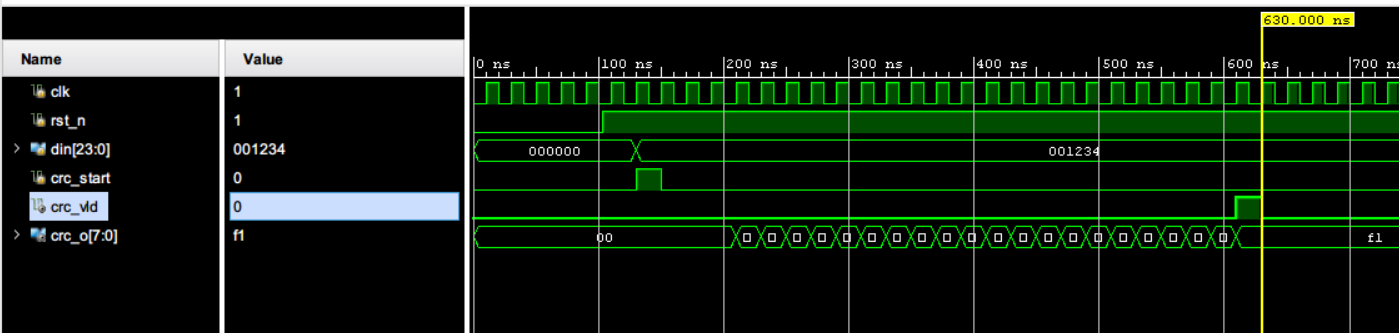 630.000 ns
Name Value
0 ns 100 ns 200 ns 300 ns 400 ns 500 ns 600 ns 700 ns
clk 1
rst_n 1
din[23:0] 001234 000000 001234
crc_start 0
crc_vld 0
crc_o[7:0] f1 00 f1